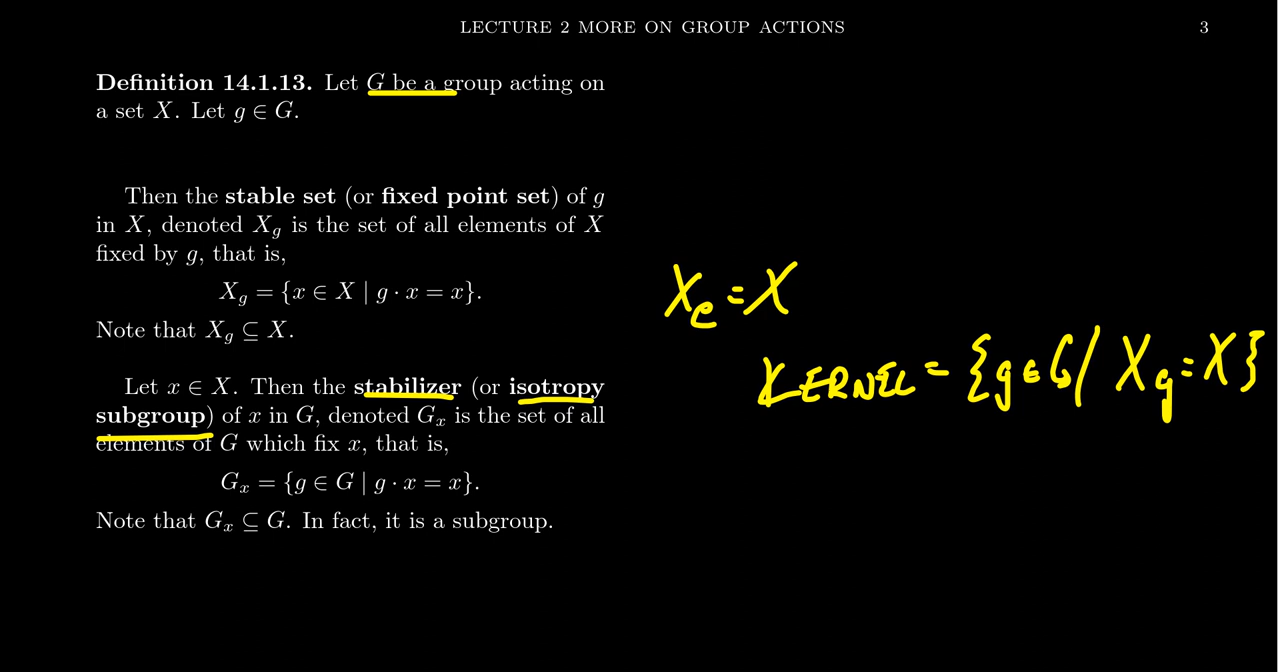 LECTURE 2 MORE ON GROUP ACTIONS 3
Definition 14.1.13. Let G be a group acting on
a set X. Let g ∈ G.
Then the stable set (or fixed point set) of g
in X, denoted X_g is the set of all elements of X
fixed by g, that is,
X_g = {x ∈ X | g · x = x}.
X_e = X
Note that X_g ⊆ X.
KERNEL = {g ∈ G / X_g = X}
Let x ∈ X. Then the stabilizer (or isotropy
subgroup) of x in G, denoted G_x is the set of all
elements of G which fix x, that is,
G_x = {g ∈ G | g · x = x}.
Note that G_x ⊆ G. In fact, it is a subgroup.